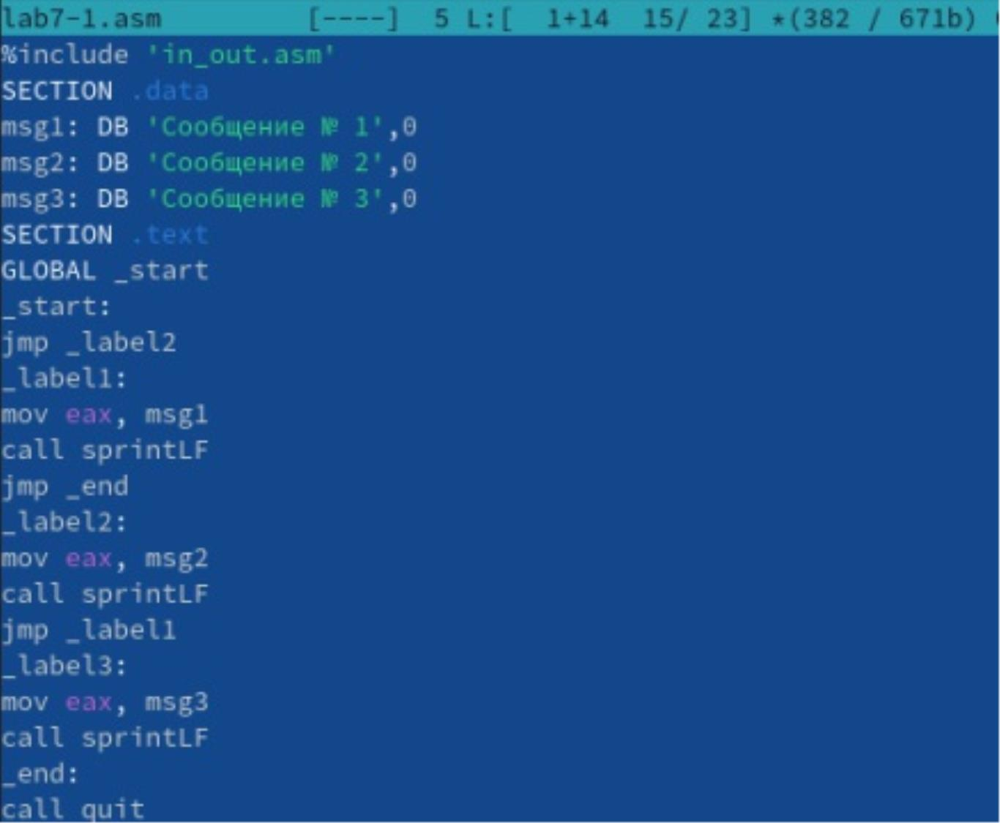 lab7-1.asm [----] 5 L:[ 1+14 15/ 23] *(382 / 671b)
%include 'in_out.asm'
SECTION .data
msg1: DB 'Сообщение № 1',0
msg2: DB 'Сообщение № 2',0
msg3: DB 'Сообщение № 3',0
SECTION .text
GLOBAL _start
_start:
jmp _label2
_label1:
mov eax, msg1
call sprintLF
jmp _end
_label2:
mov eax, msg2
call sprintLF
jmp _label1
_label3:
mov eax, msg3
call sprintLF
_end:
call quit